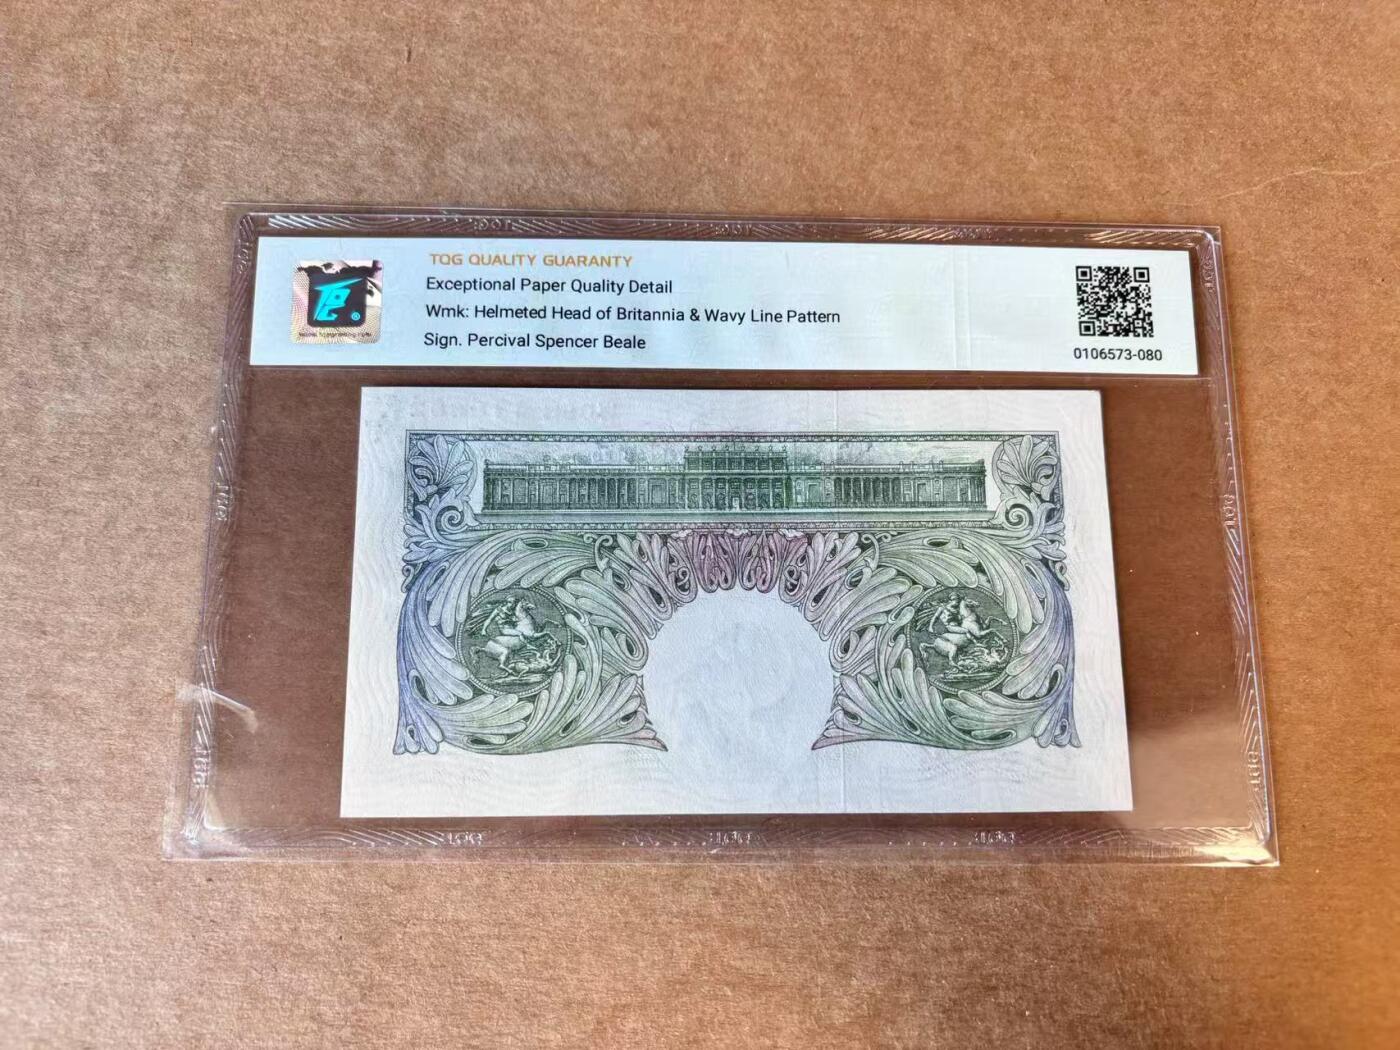 TQG QUALITY GUARANTY
Exceptional Paper Quality Detail
Wmk: Helmeted Head of Britannia & Wavy Line Pattern
Sign. Percival Spencer Beale
0106573-080